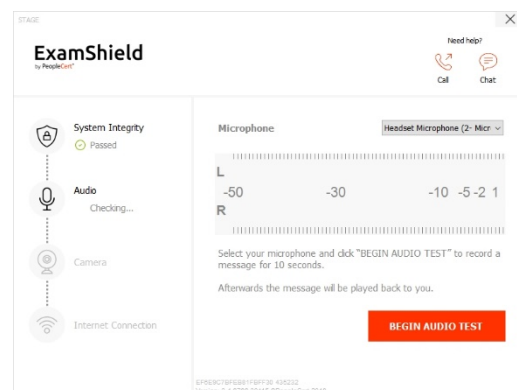 STAGE
Need help?
ExamShield
by PeopleCert
Call Chat
System Integrity
Passed
Audio
Checking...
Camera
Internet Connection
Microphone
Headset Microphone (2- Micr
L
-50 -30 -10 -5 -2 1
R
Select your microphone and click "BEGIN AUDIO TEST" to record a
message for 10 seconds.
Afterwards the message will be played back to you.
BEGIN AUDIO TEST